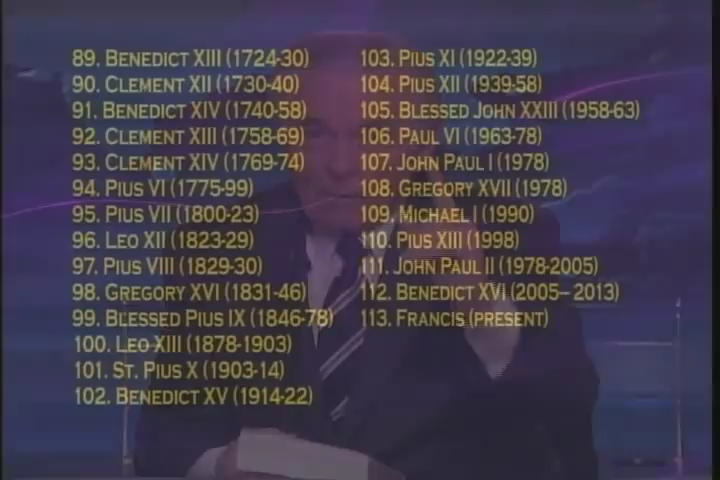 89. BENEDICT XIII (1724-30)
90. CLEMENT XII (1730-40)
91. BENEDICT XIV (1740-58)
92. CLEMENT XIII (1758-69)
93. CLEMENT XIV (1769-74)
94. PIUS VI (1775-99)
95. PIUS VII (1800-23)
96. LEO XII (1823-29)
97. PIUS VIII (1829-30)
98. GREGORY XVI (1831-46)
99. BLESSED PIUS IX (1846-78)
100. LEO XIII (1878-1903)
101. ST. PIUS X (1903-14)
102. BENEDICT XV (1914-22)
103. PIUS XI (1922-39)
104. PIUS XII (1939-58)
105. BLESSED JOHN XXIII (1958-63)
106. PAUL VI (1963-78)
107. JOHN PAUL I (1978)
108. GREGORY XVII (1978)
109. MICHAEL I (1990)
110. PIUS XIII (1998)
111. JOHN PAUL II (1978-2005)
112. BENEDICT XVI (2005–2013)
113. FRANCIS (PRESENT)